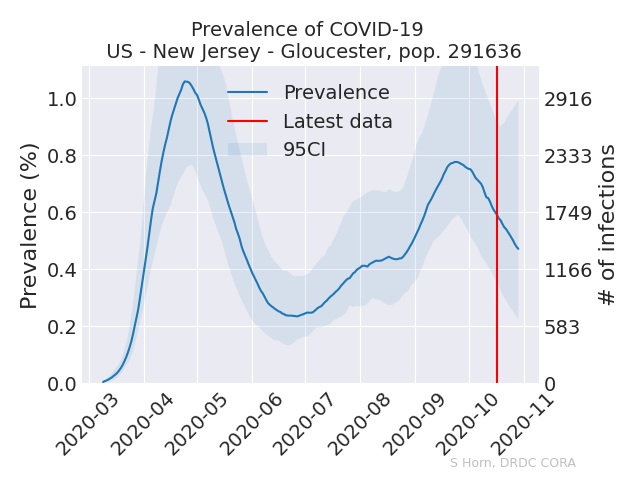 Prevalence of COVID-19
US - New Jersey - Gloucester, pop. 291636
Prevalence
Latest data
95CI
Prevalence (%)
1.0
0.8
0.6
0.4
0.2
0.0
2916
2333
1749
1166
583
0
# of infections
2020-03
2020-04
2020-05
2020-06
2020-07
2020-08
2020-09
2020-10
2020-11
S Horn, DRDC CORA